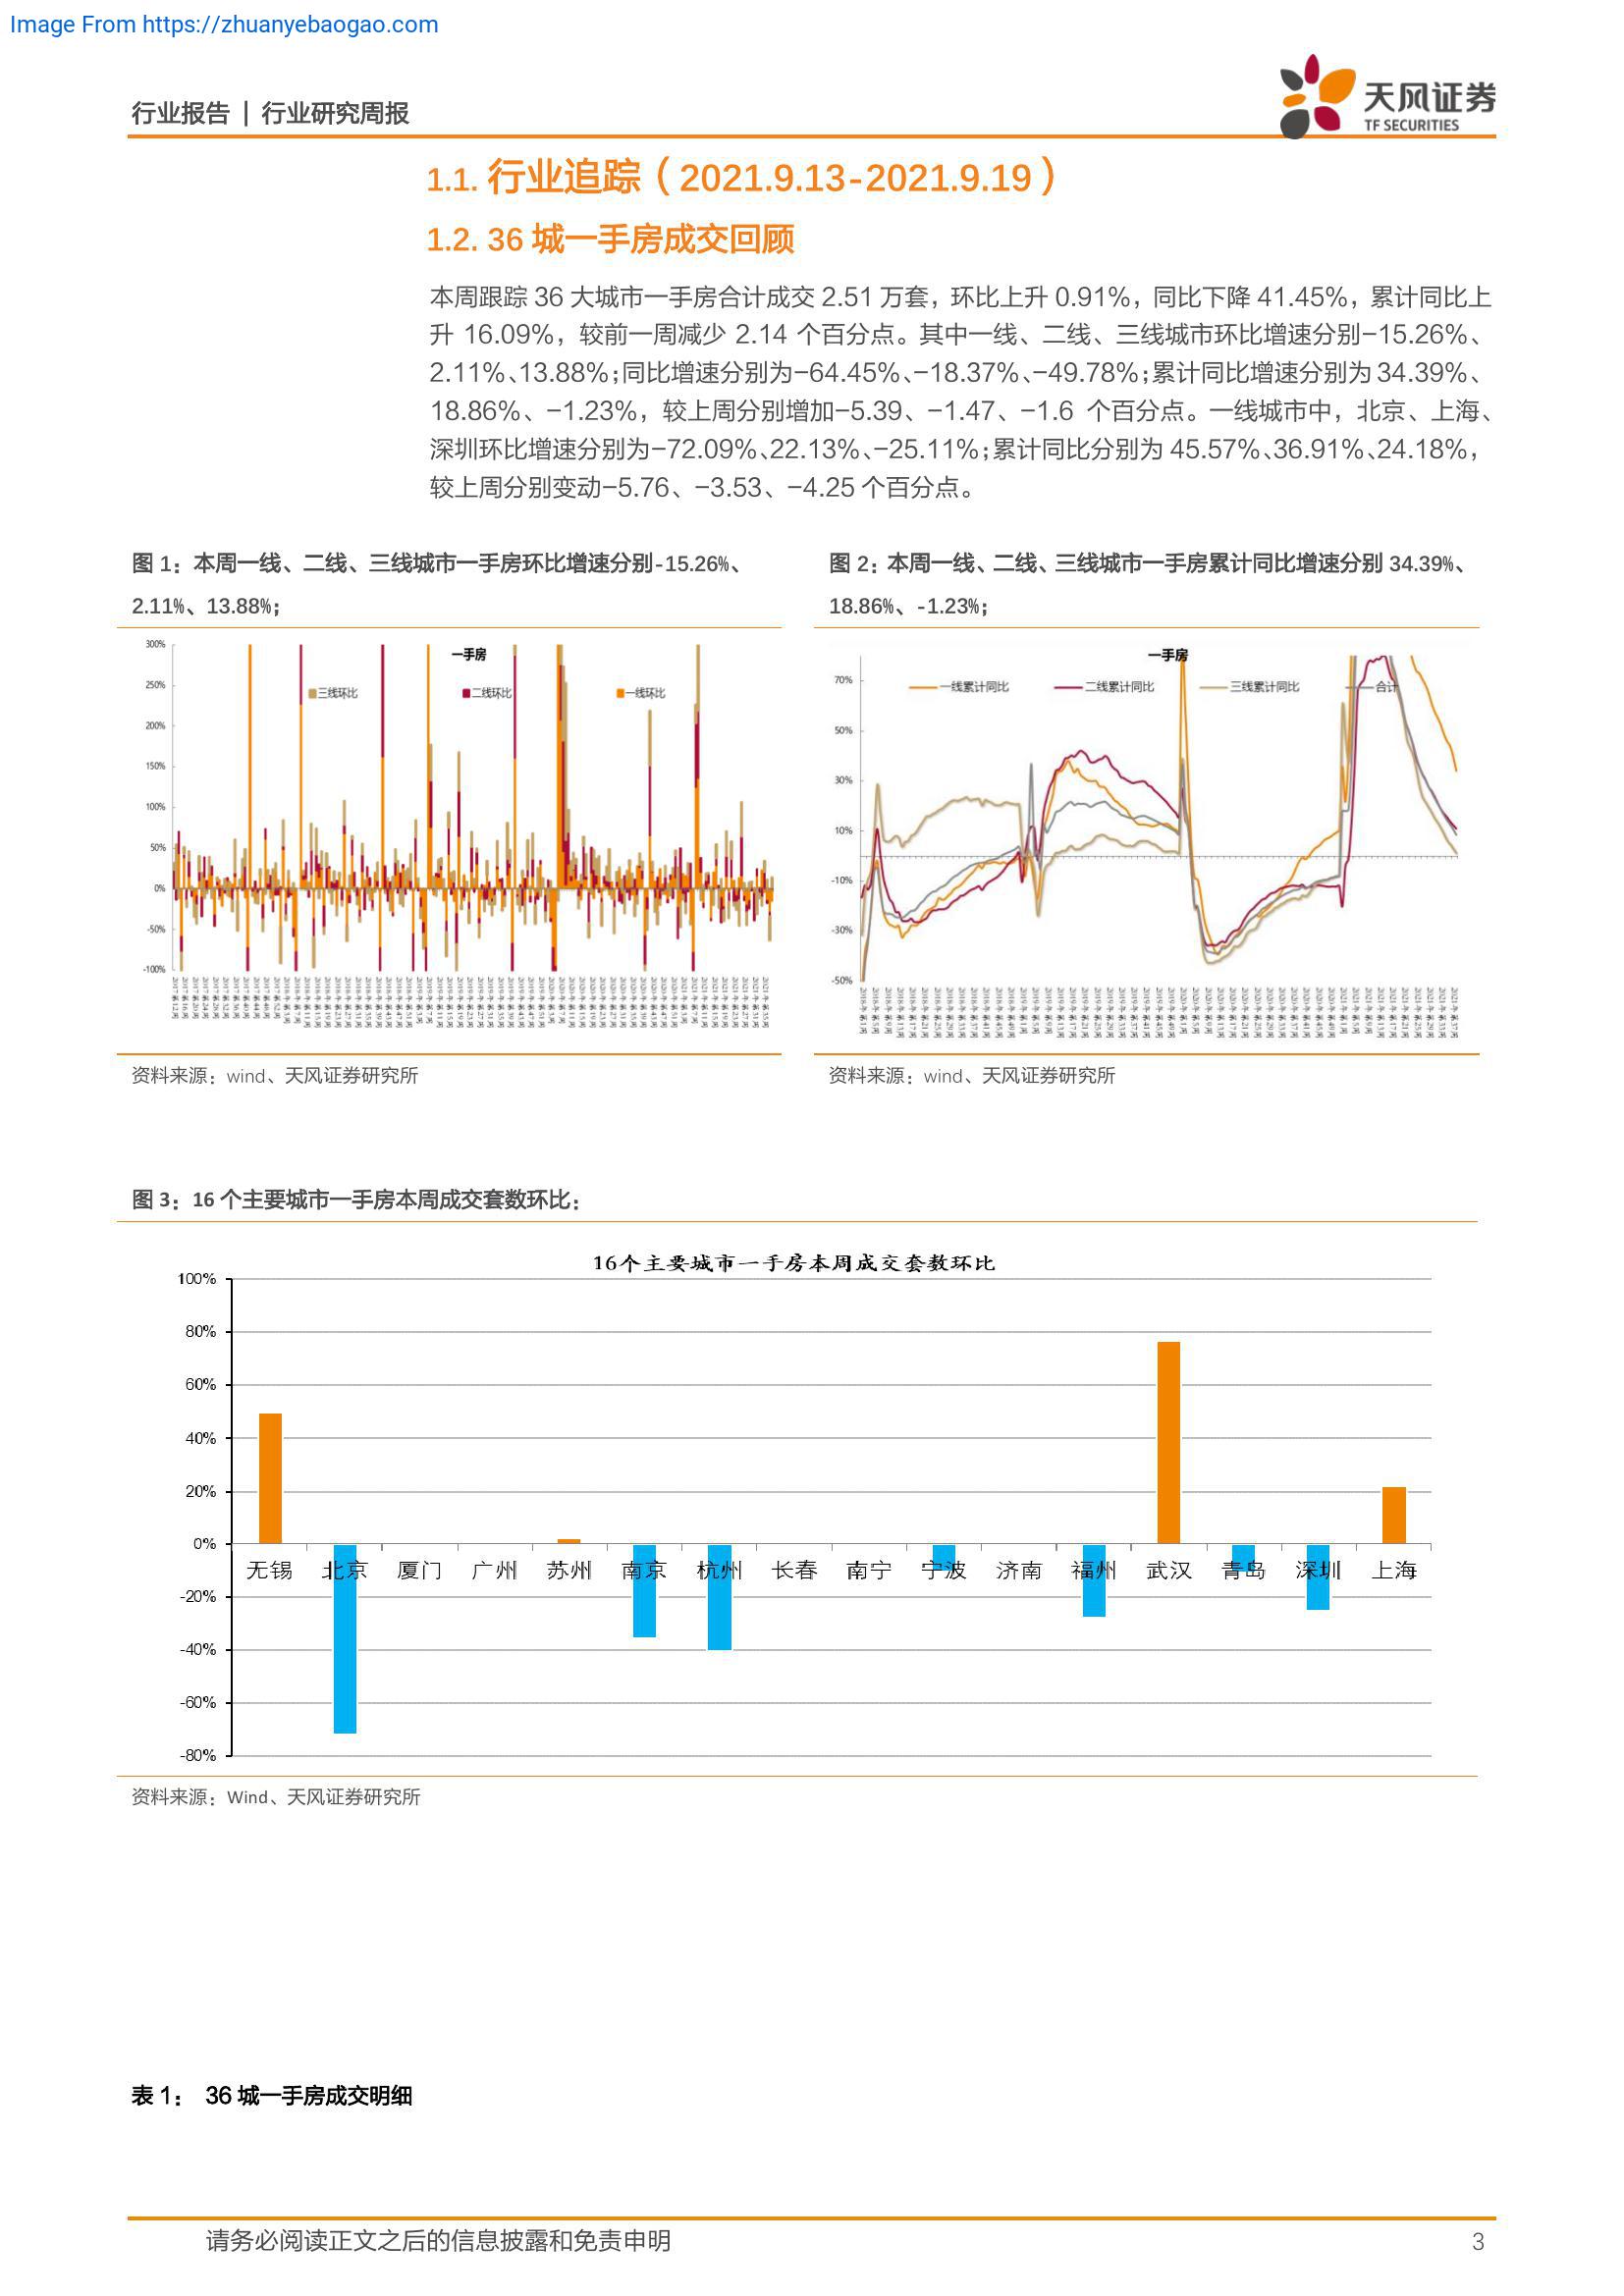 Image From https://zhuanyebaogao.com
行业报告 | 行业研究周报
天风证券
TF SECURITIES
1.1. 行业追踪（2021.9.13-2021.9.19）
1.2. 36 城一手房成交回顾
本周跟踪 36 大城市一手房合计成交 2.51 万套，环比上升 0.91%，同比下降 41.45%，累计同比上
升 16.09%，较前一周减少 2.14 个百分点。其中一线、二线、三线城市环比增速分别-15.26%、
2.11%、13.88%；同比增速分别为-64.45%、-18.37%、-49.78%；累计同比增速分别为 34.39%、
18.86%、-1.23%，较上周分别增加-5.39、-1.47、-1.6 个百分点。一线城市中，北京、上海、
深圳环比增速分别为-72.09%、22.13%、-25.11%；累计同比分别为 45.57%、36.91%、24.18%，
较上周分别变动-5.76、-3.53、-4.25 个百分点。
图 1：本周一线、二线、三线城市一手房环比增速分别-15.26%、
2.11%、13.88%；
一手房
三线环比 二线环比 一线环比
300%
250%
200%
150%
100%
50%
0%
-50%
-100%
资料来源：wind、天风证券研究所
图 2：本周一线、二线、三线城市一手房累计同比增速分别 34.39%、
18.86%、-1.23%；
一手房
一线累计同比 二线累计同比 三线累计同比 合计
70%
50%
30%
10%
-10%
-30%
-50%
资料来源：wind、天风证券研究所
图 3：16 个主要城市一手房本周成交套数环比：
16个主要城市一手房本周成交套数环比
100%
80%
60%
40%
20%
0%
-20%
-40%
-60%
-80%
无锡 北京 厦门 广州 苏州 南京 杭州 长春 南宁 宁波 济南 福州 武汉 青岛 深圳 上海
资料来源：Wind、天风证券研究所
表 1： 36 城一手房成交明细
请务必阅读正文之后的信息披露和免责申明
3